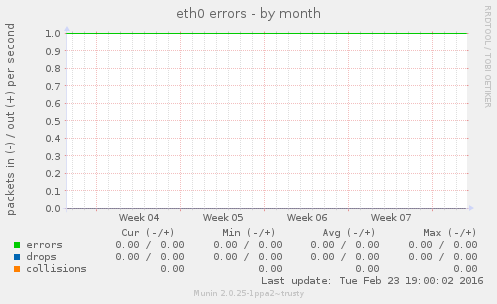 eth0 errors - by month
RRDTOOL / TOBI OETIKER
packets in (-) / out (+) per second
1.0
0.9
0.8
0.7
0.6
0.5
0.4
0.3
0.2
0.1
0.0
Week 04 Week 05 Week 06 Week 07
Cur (-/+) Min (-/+) Avg (-/+) Max (-/+)
errors 0.00 / 0.00 0.00 / 0.00 0.00 / 0.00 0.00 / 0.00
drops 0.00 / 0.00 0.00 / 0.00 0.00 / 0.00 0.00 / 0.00
collisions 0.00 0.00 0.00 0.00
Last update: Tue Feb 23 19:00:02 2016
Munin 2.0.25-1ppa2~trusty